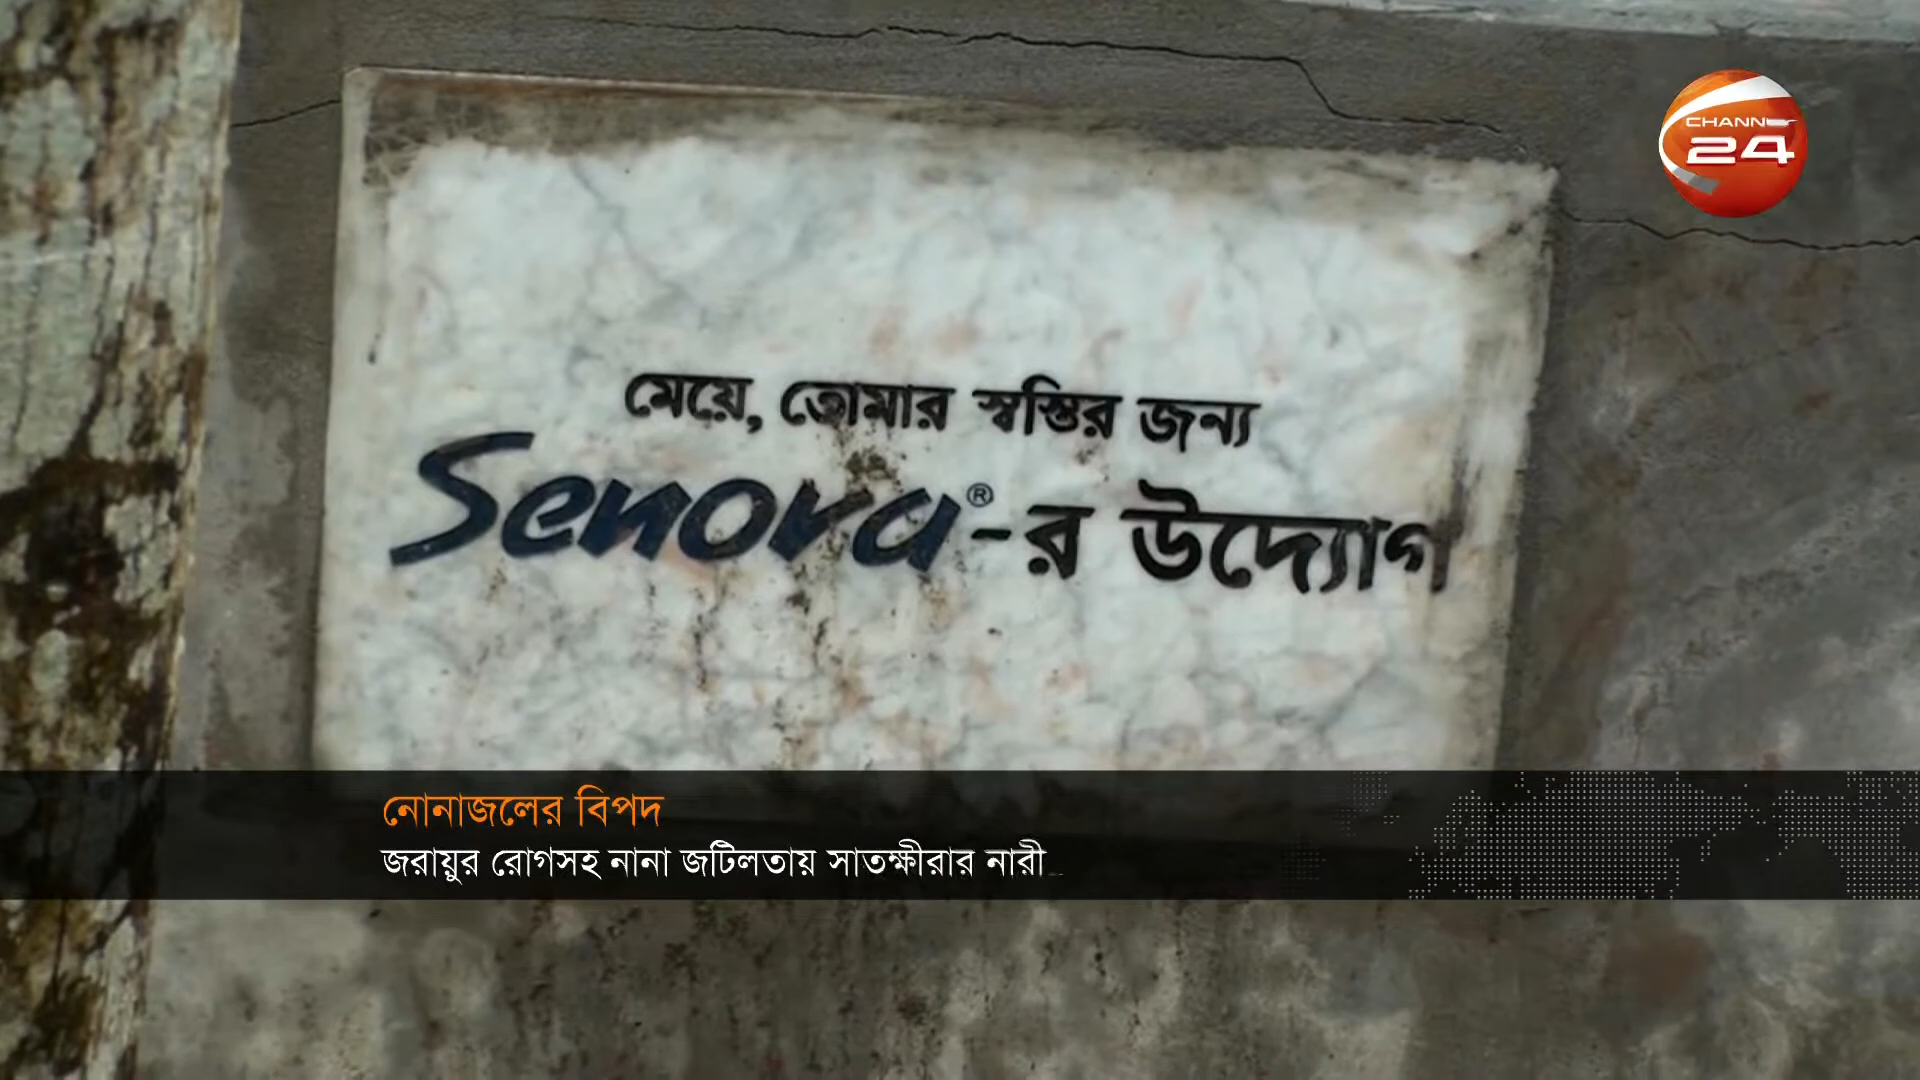 CHANNEL
24
মেয়ে, তোমার স্বস্তির জন্য
Senora®-র উদ্যোগ
নোনাজলের বিপদ
জরায়ুর রোগসহ নানা জটিলতায় সাতক্ষীরার নারী